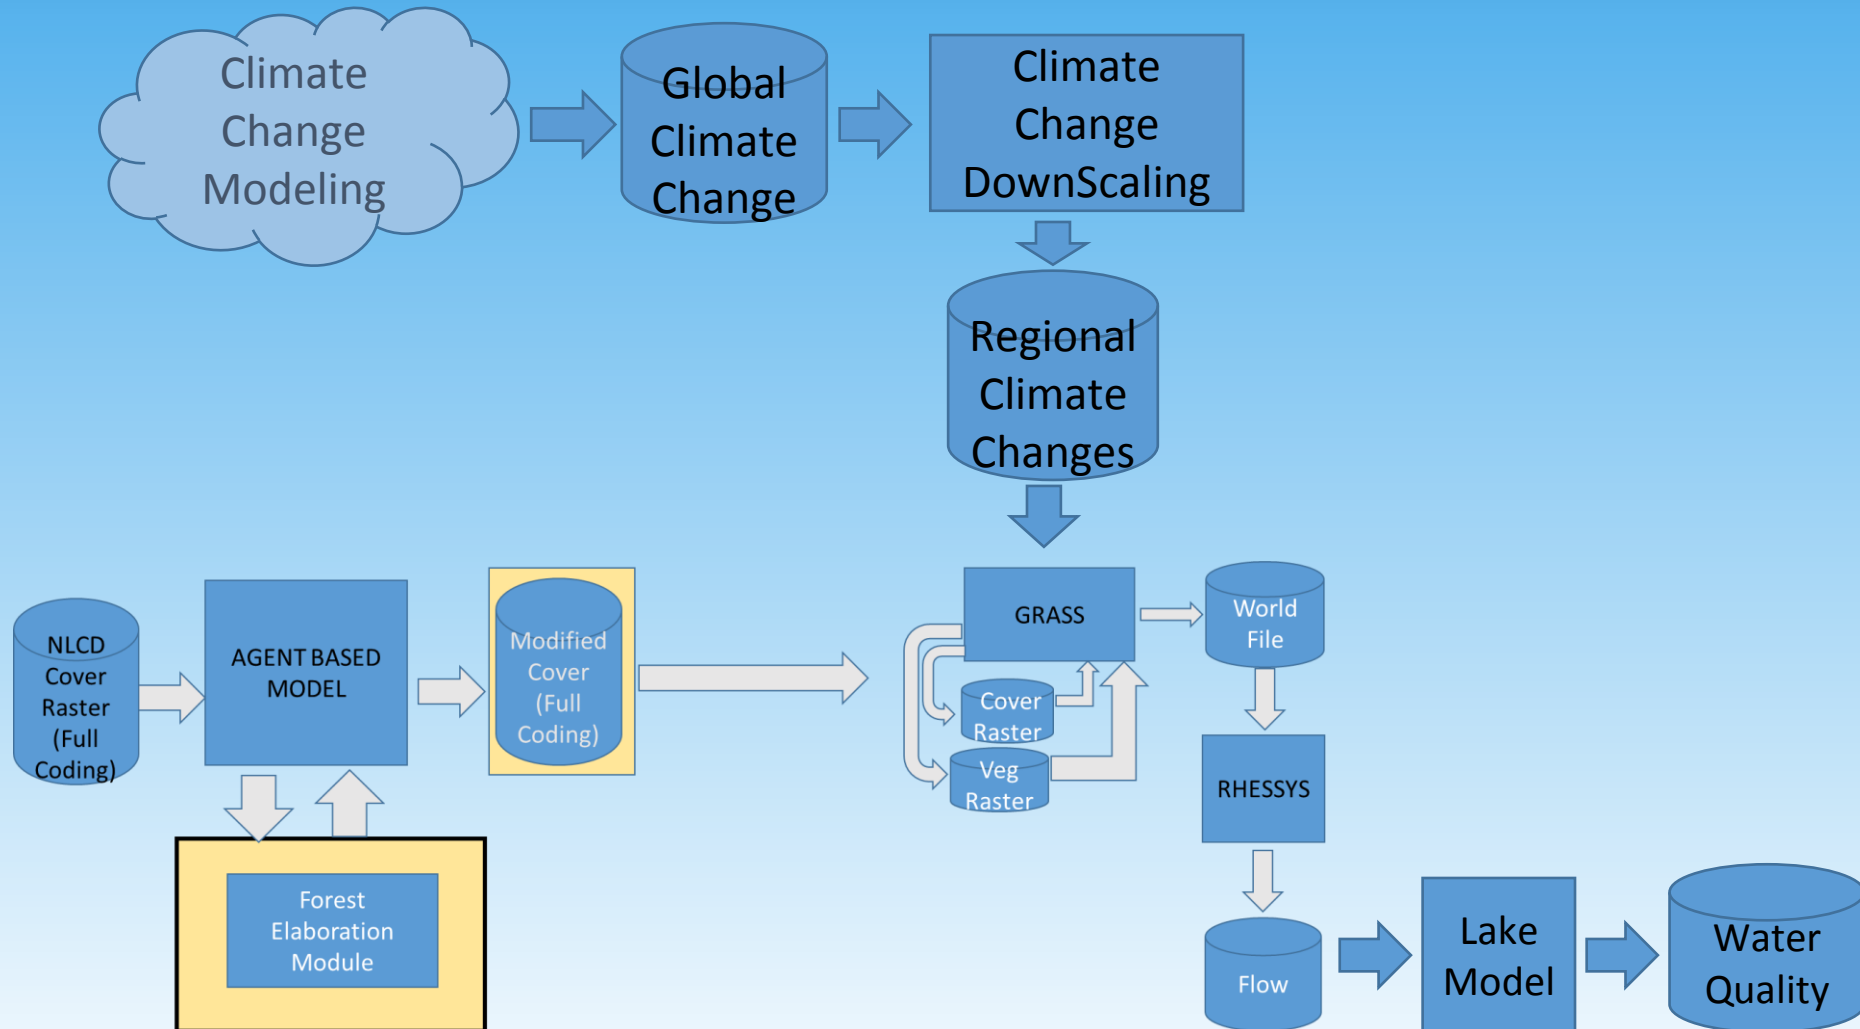 Climate
Change
Modeling
Global
Climate
Change
Climate
Change
DownScaling
Regional
Climate
Changes
NLCD
Cover
Raster
(Full
Coding)
AGENT BASED
MODEL
Modified
Cover
(Full
Coding)
GRASS
World
File
Cover
Raster
Veg
Raster
RHESSYS
Forest
Elaboration
Module
Flow
Lake
Model
Water
Quality